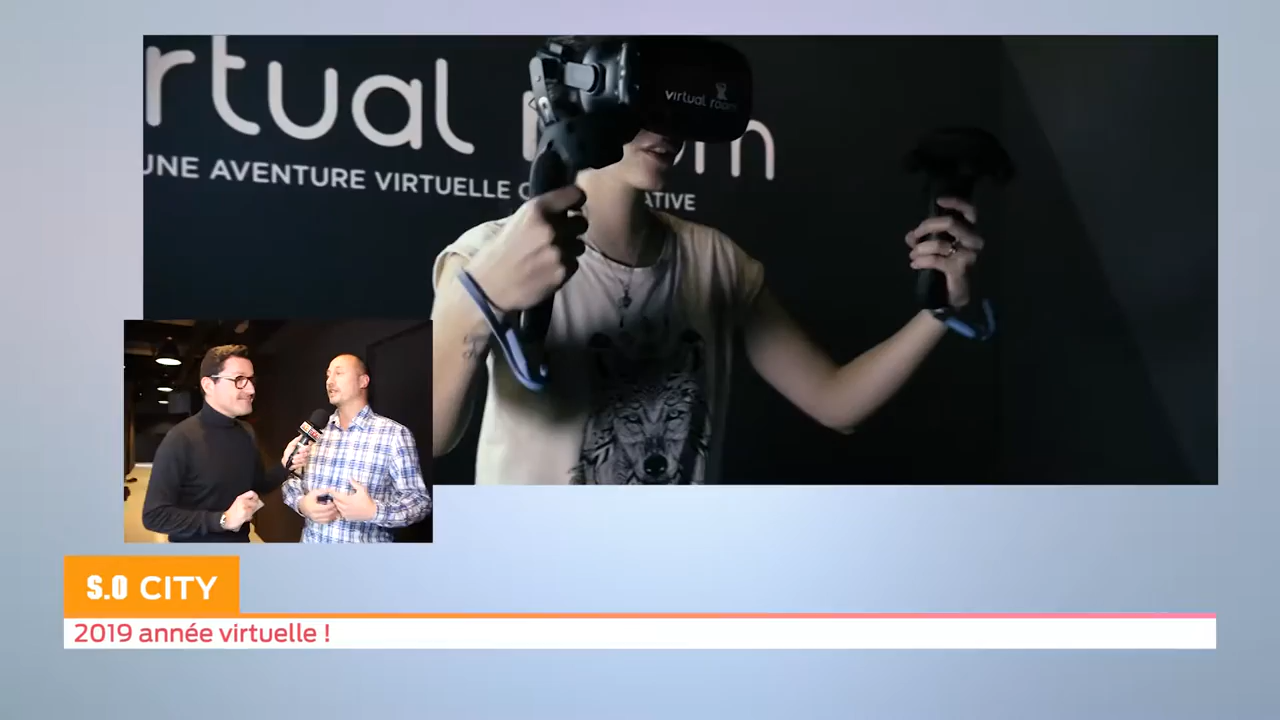 rtual r m
UNE AVENTURE VIRTUELLE C ATIVE
virtual room
S.O CITY
2019 année virtuelle !